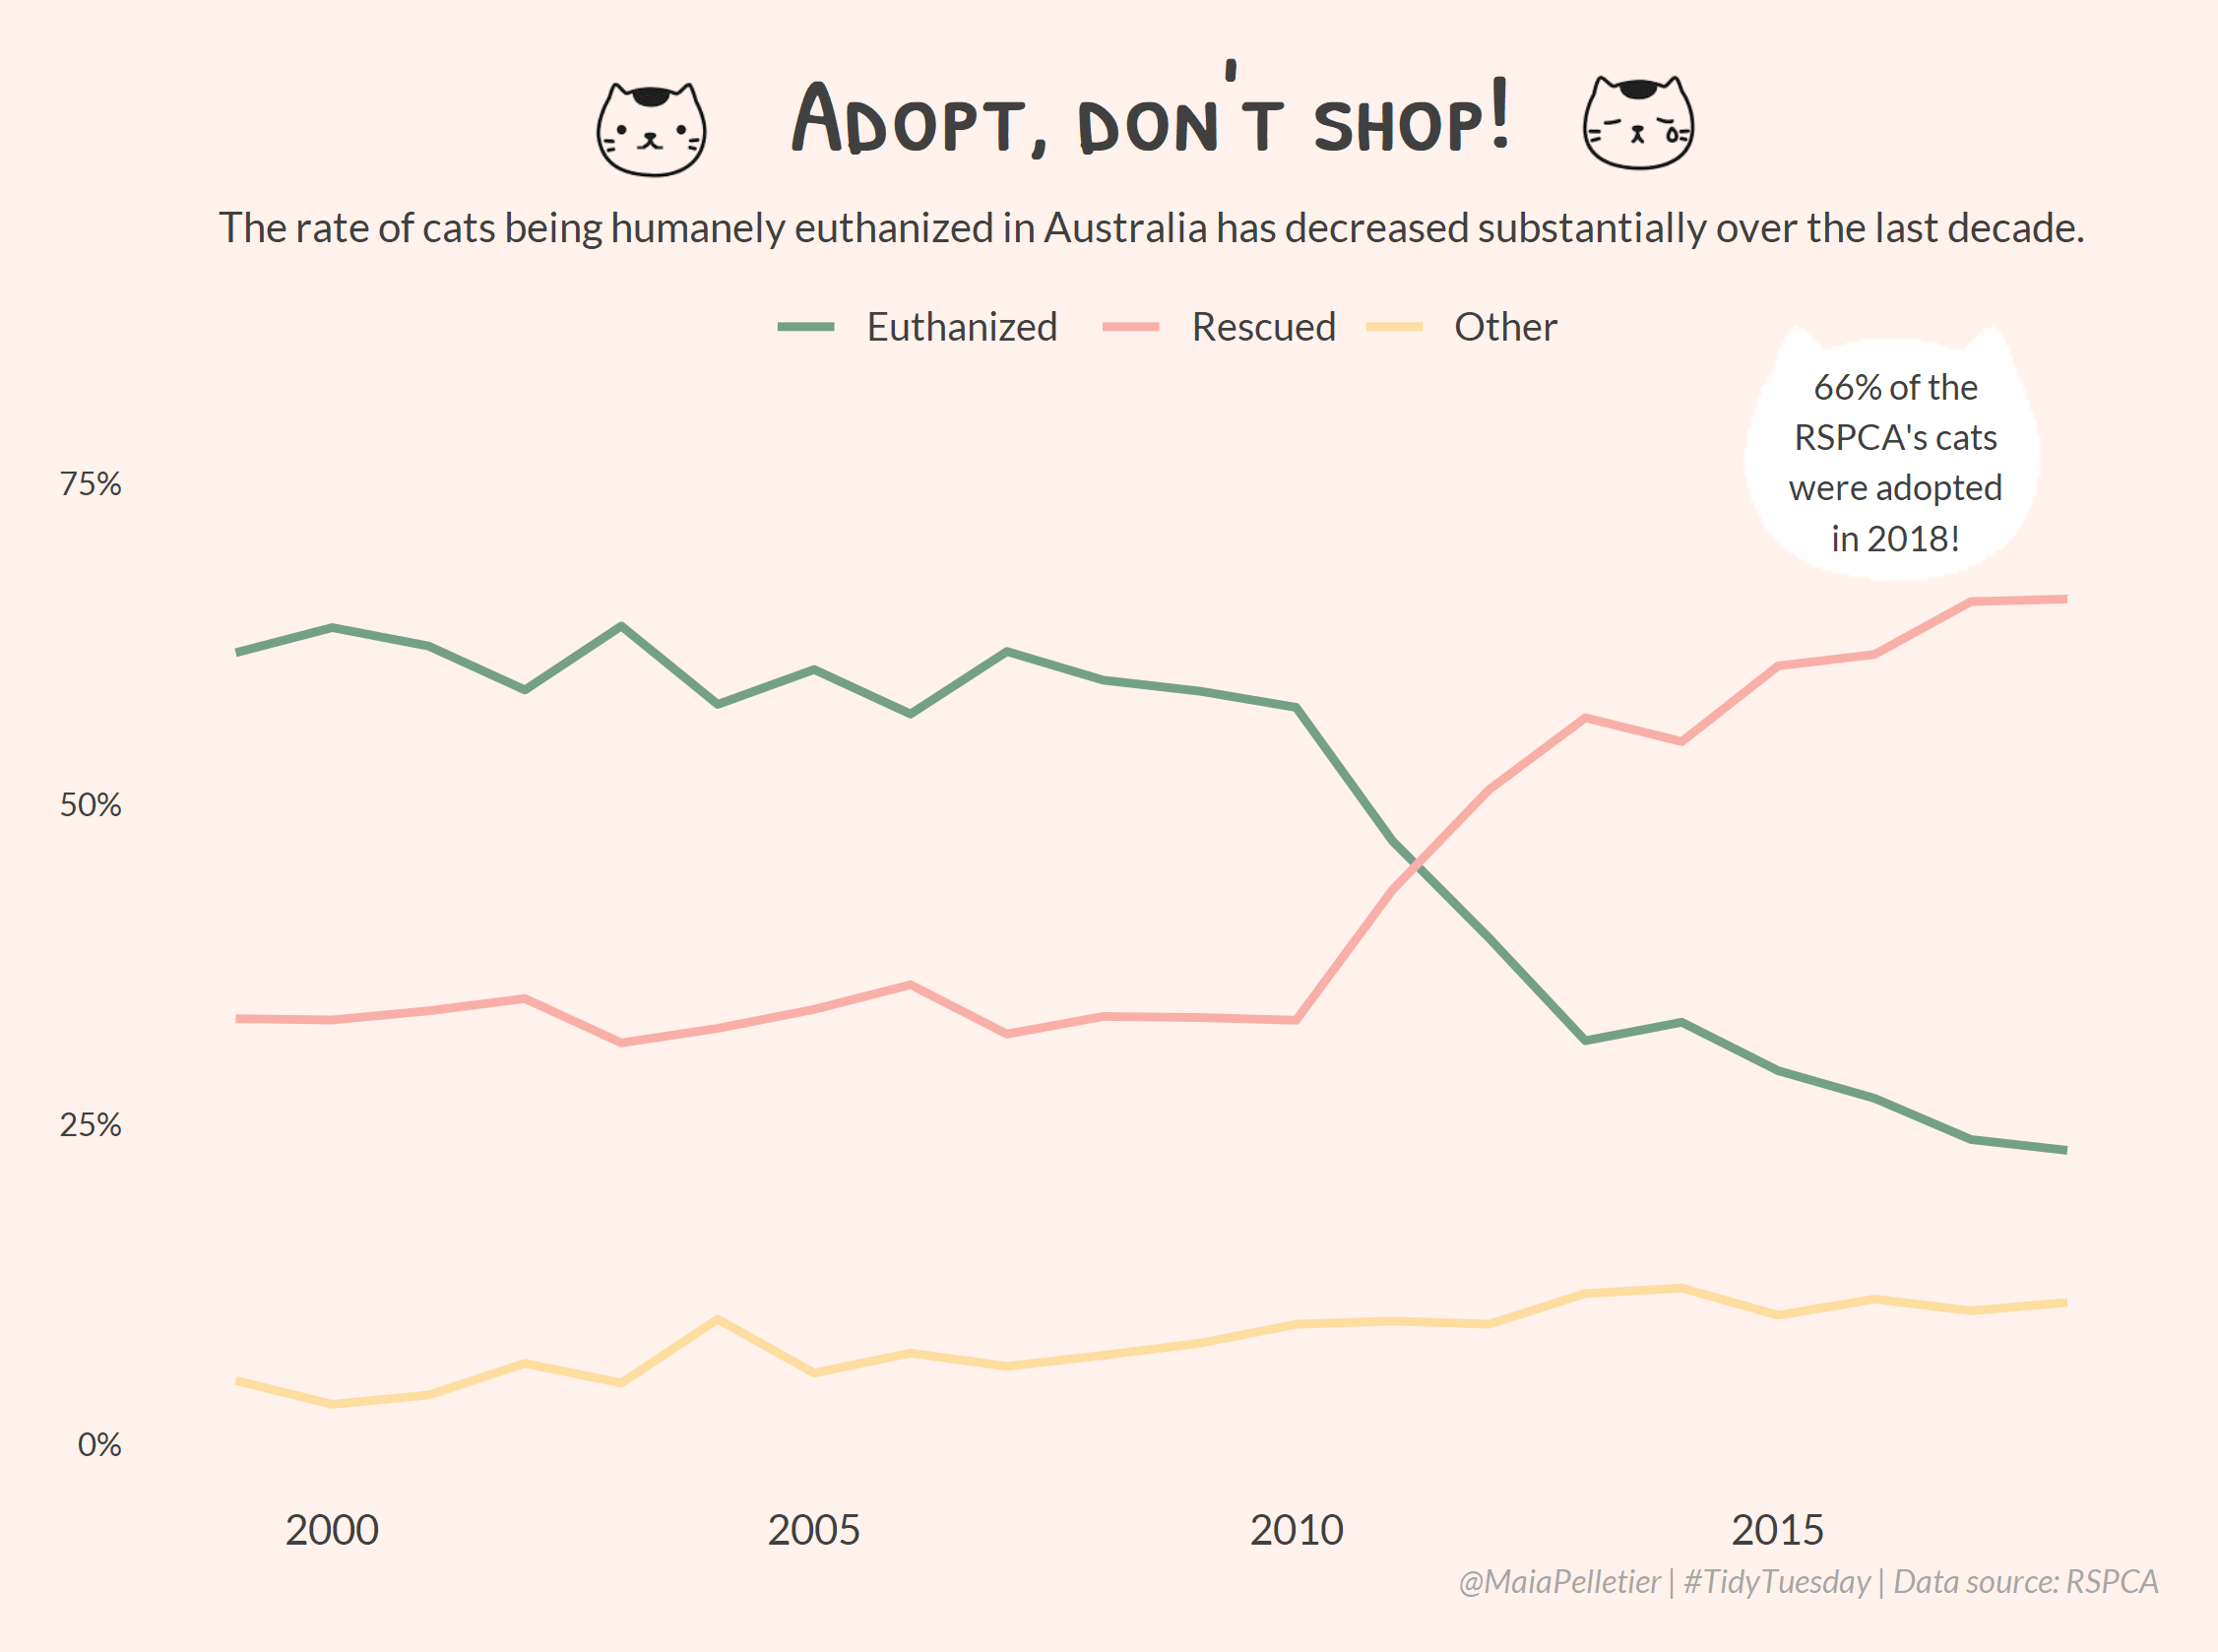 Adopt, don't shop!
The rate of cats being humanely euthanized in Australia has decreased substantially over the last decade.
Euthanized Rescued Other
66% of the
RSPCA's cats
were adopted
in 2018!
75%
50%
25%
0%
2000 2005 2010 2015
@MaiaPelletier | #TidyTuesday | Data source: RSPCA